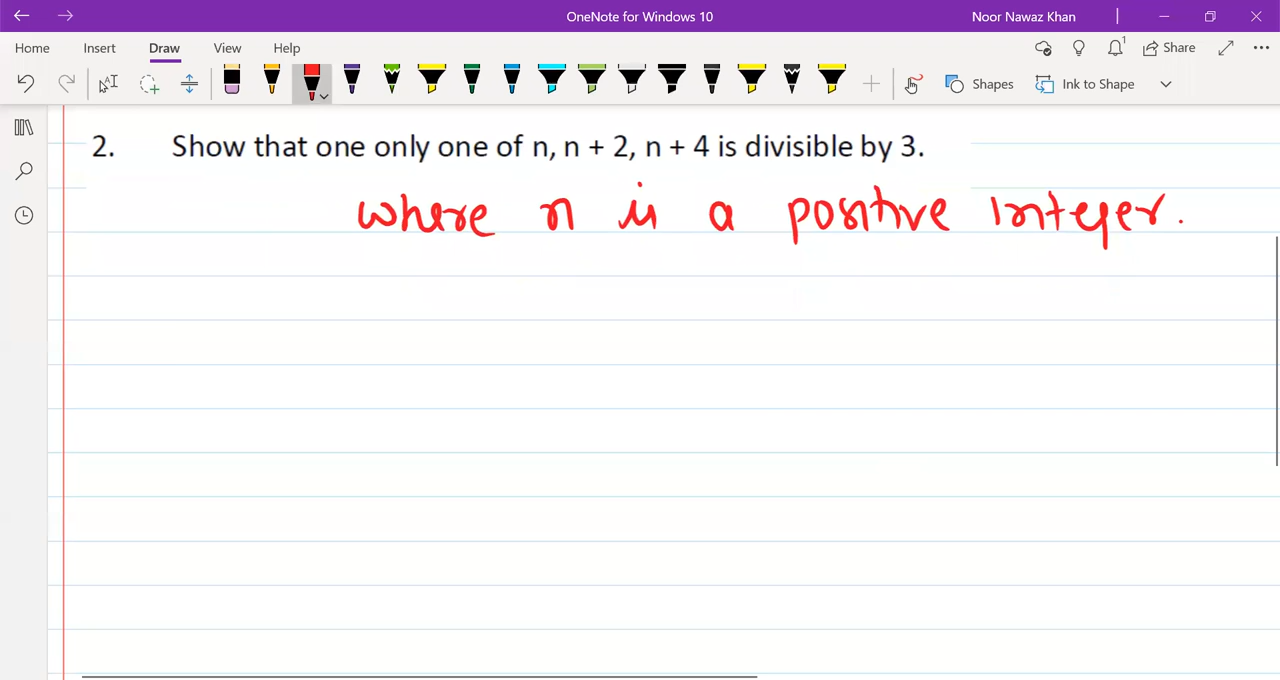 OneNote for Windows 10
Noor Nawaz Khan
Home Insert Draw View Help
1 Share
Shapes Ink to Shape
2. Show that one only one of n, n + 2, n + 4 is divisible by 3.
where n is a positive integer.